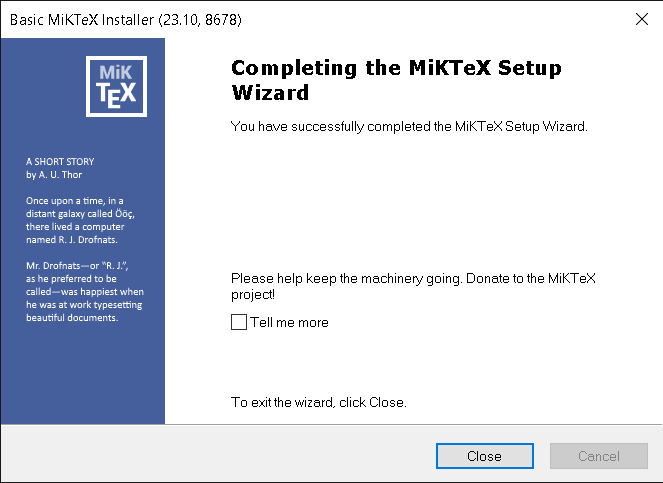 Basic MiKTeX Installer (23.10, 8678)
MiK
TEX
A SHORT STORY
by A. U. Thor
Once upon a time, in a
distant galaxy called Ööç,
there lived a computer
named R. J. Drofnats.
Mr. Drofnats—or “R. J.”,
as he preferred to be
called—was happiest when
he was at work typesetting
beautiful documents.
Completing the MiKTeX Setup
Wizard
You have successfully completed the MiKTeX Setup Wizard.
Please help keep the machinery going. Donate to the MiKTeX
project!
Tell me more
To exit the wizard, click Close.
Close
Cancel